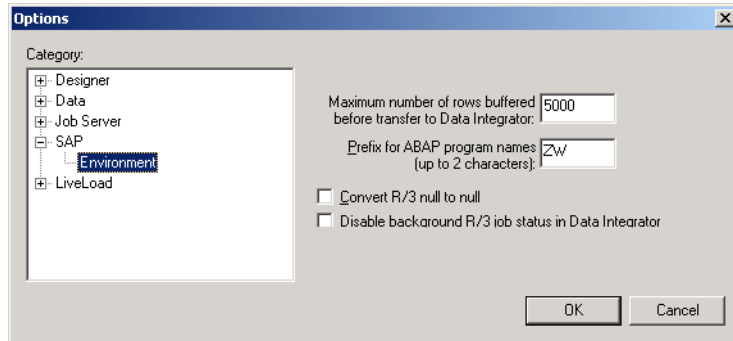 Options
Category:
Designer
Data
Job Server
SAP
Environment
LiveLoad
Maximum number of rows buffered
before transfer to Data Integrator:
5000
Prefix for ABAP program names
(up to 2 characters):
ZW
Convert R/3 null to null
Disable background R/3 job status in Data Integrator
OK
Cancel